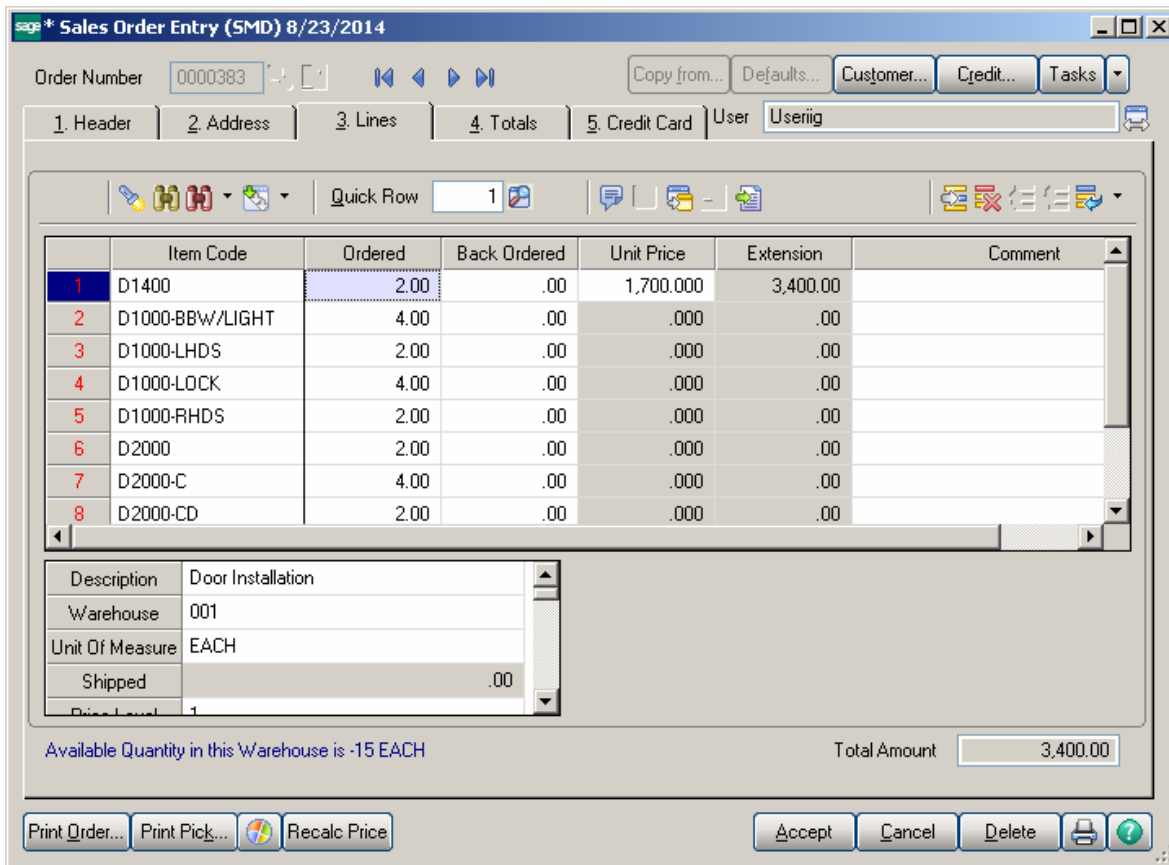 sage * Sales Order Entry (SMD) 8/23/2014
Order Number 0000383 Copy from... Defaults... Customer... Credit... Tasks
1. Header 2. Address 3. Lines 4. Totals 5. Credit Card User Useriig
Quick Row 1
Item Code Ordered Back Ordered Unit Price Extension Comment
1 D1400 2.00 .00 1,700.000 3,400.00
2 D1000-BBW/LIGHT 4.00 .00 .000 .00
3 D1000-LHDS 2.00 .00 .000 .00
4 D1000-LOCK 4.00 .00 .000 .00
5 D1000-RHDS 2.00 .00 .000 .00
6 D2000 2.00 .00 .000 .00
7 D2000-C 4.00 .00 .000 .00
8 D2000-CD 2.00 .00 .000 .00
Description Door Installation
Warehouse 001
Unit Of Measure EACH
Shipped .00
Price Level 1
Available Quantity in this Warehouse is -15 EACH Total Amount 3,400.00
Print Order... Print Pick... Recalc Price Accept Cancel Delete